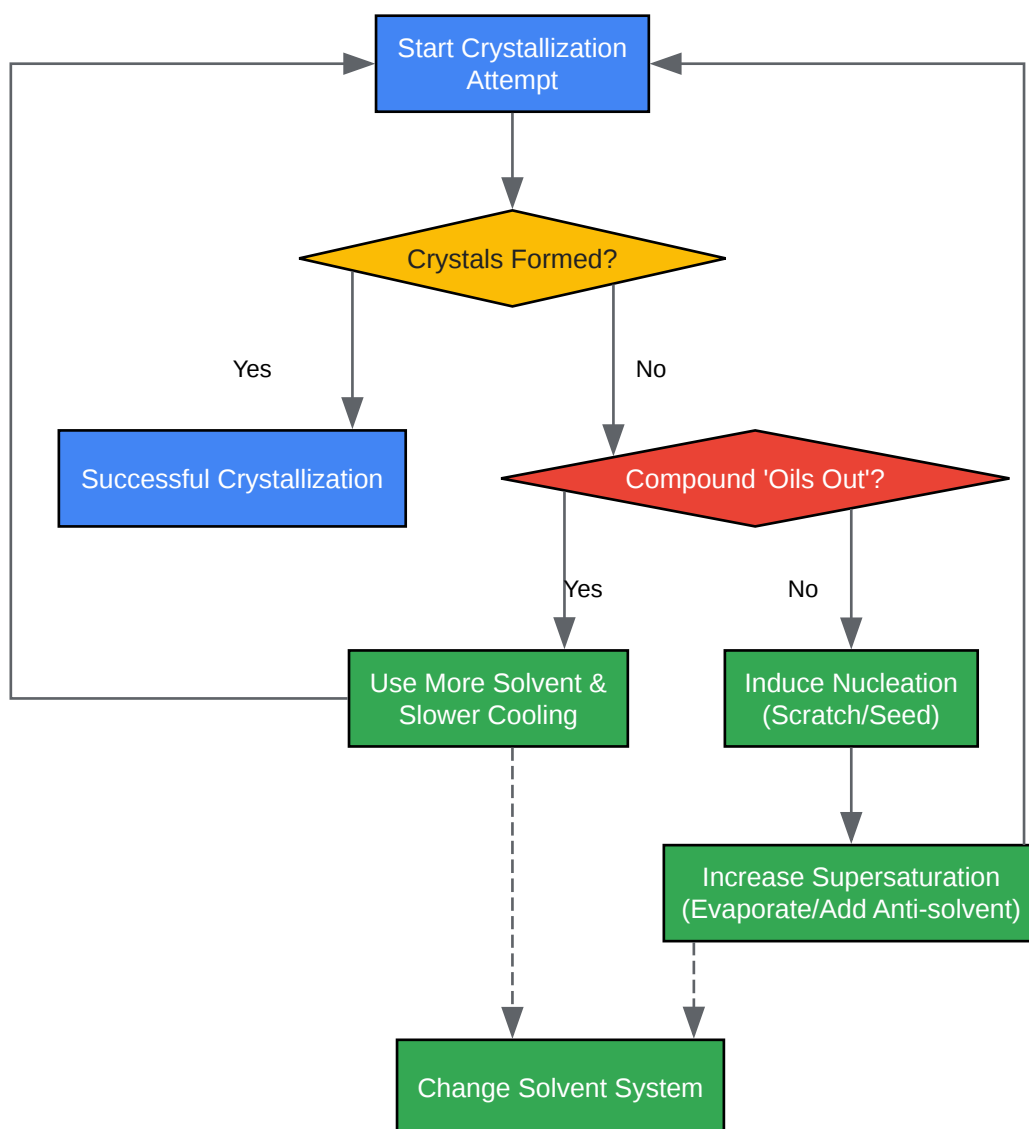 Start Crystallization
Attempt
Crystals Formed?
Yes
No
Successful Crystallization
Compound 'Oils Out'?
Yes
No
Use More Solvent &
Slower Cooling
Induce Nucleation
(Scratch/Seed)
Increase Supersaturation
(Evaporate/Add Anti-solvent)
Change Solvent System